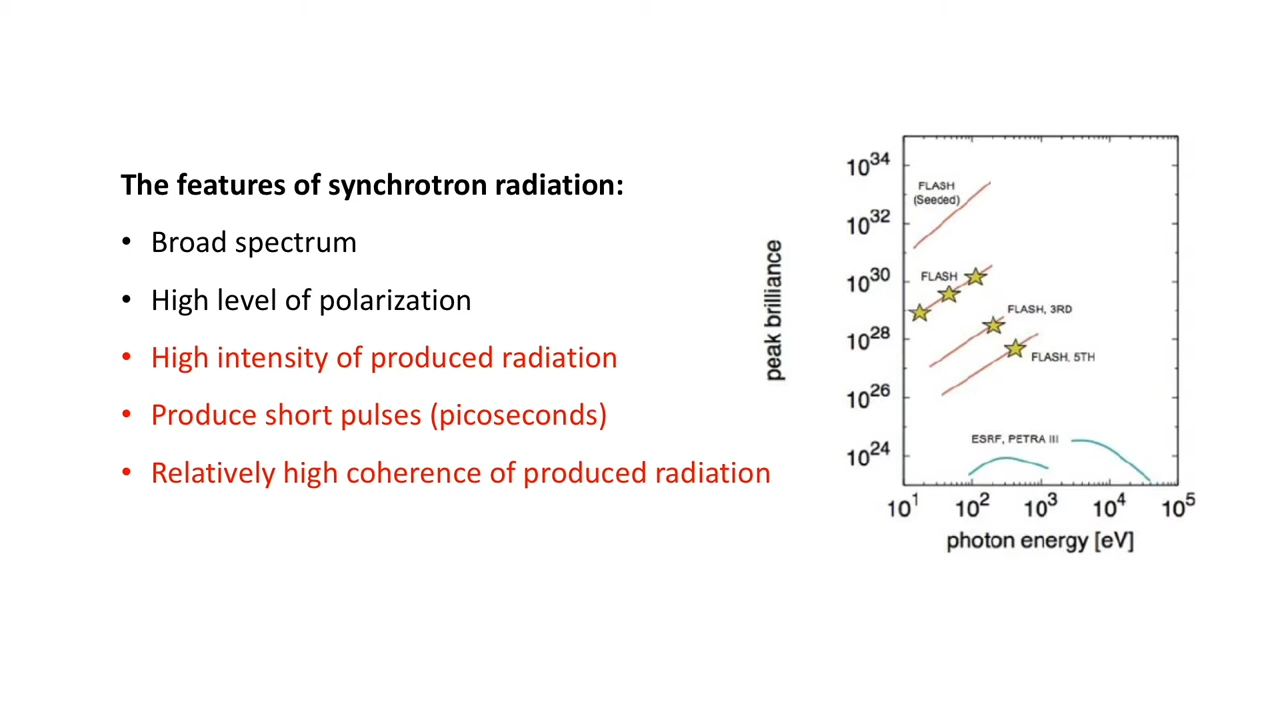 The features of synchrotron radiation:
• Broad spectrum
• High level of polarization
• High intensity of produced radiation
• Produce short pulses (picoseconds)
• Relatively high coherence of produced radiation
peak brilliance
10^34
10^32
10^30
10^28
10^26
10^24
FLASH
(Seeded)
FLASH
FLASH, 3RD
FLASH, 5TH
ESRF, PETRA III
10^1 10^2 10^3 10^4 10^5
photon energy [eV]